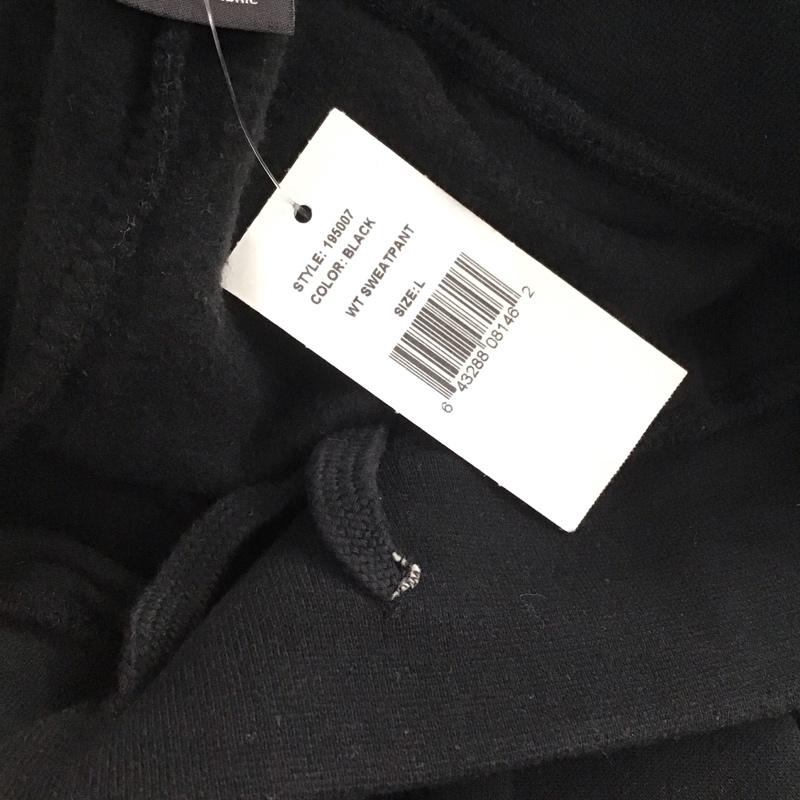 STYLE: 195007
COLOR: BLACK
WT SWEATPANT
SIZE: L
6 43288 08146 2